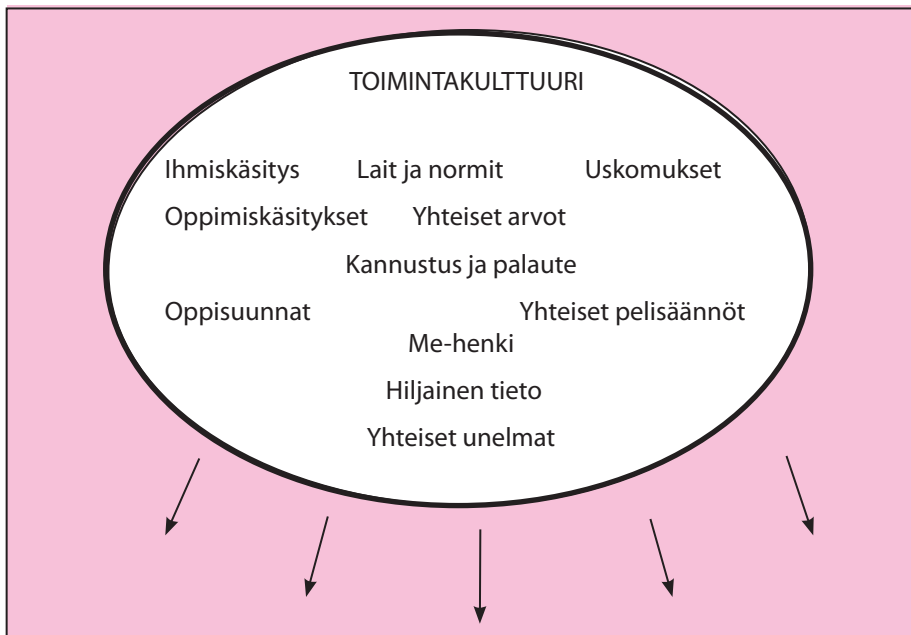 TOIMINTAKULTTUURI
Ihmiskäsitys Lait ja normit Uskomukset
Oppimiskäsitykset Yhteiset arvot
Kannustus ja palaute
Oppisuunnat Yhteiset pelisäännöt
Me-henki
Hiljainen tieto
Yhteiset unelmat